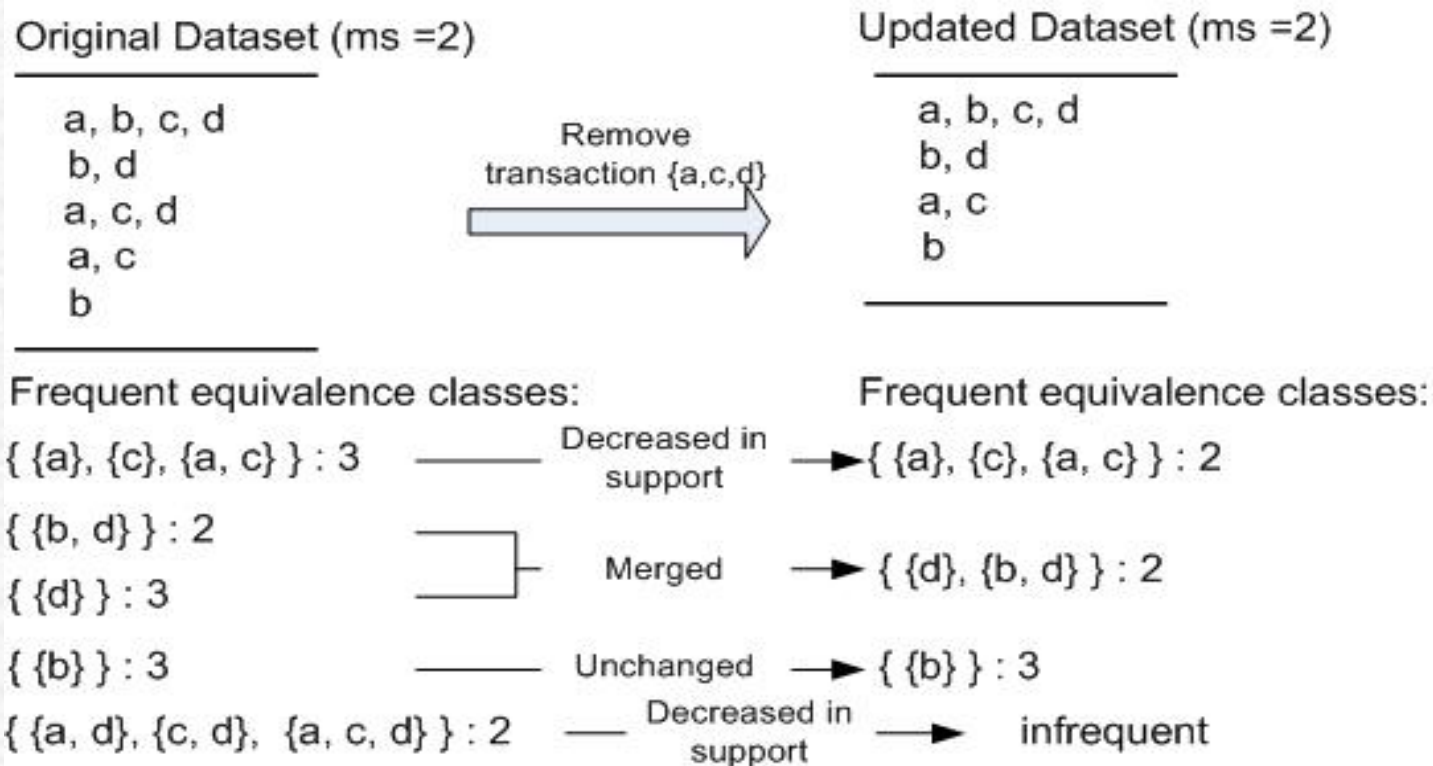 Original Dataset (ms =2)
a, b, c, d
b, d
a, c, d
a, c
b
Remove
transaction {a,c,d}
Updated Dataset (ms =2)
a, b, c, d
b, d
a, c
b
Frequent equivalence classes:
Frequent equivalence classes:
{ {a}, {c}, {a, c} } : 3
Decreased in
support
{ {a}, {c}, {a, c} } : 2
{ {b, d} } : 2
{ {d} } : 3
Merged
{ {d}, {b, d} } : 2
{ {b} } : 3
Unchanged
{ {b} } : 3
{ {a, d}, {c, d}, {a, c, d} } : 2
Decreased in
support
infrequent